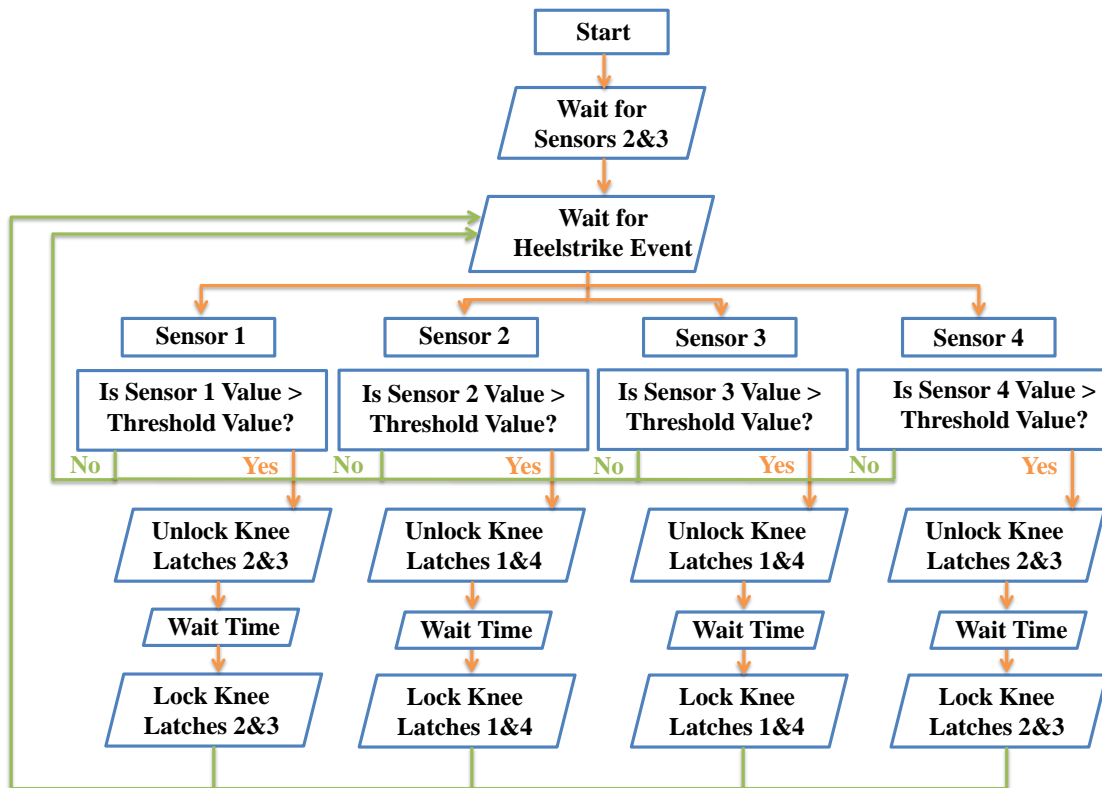 Start
Wait for
Sensors 2&3
Wait for
Heelstrike Event
Sensor 1
Sensor 2
Sensor 3
Sensor 4
Is Sensor 1 Value >
Threshold Value?
Is Sensor 2 Value >
Threshold Value?
Is Sensor 3 Value >
Threshold Value?
Is Sensor 4 Value >
Threshold Value?
No
Yes
No
Yes
No
Yes
No
Yes
Unlock Knee
Latches 2&3
Unlock Knee
Latches 1&4
Unlock Knee
Latches 1&4
Unlock Knee
Latches 2&3
Wait Time
Wait Time
Wait Time
Wait Time
Lock Knee
Latches 2&3
Lock Knee
Latches 1&4
Lock Knee
Latches 1&4
Lock Knee
Latches 2&3